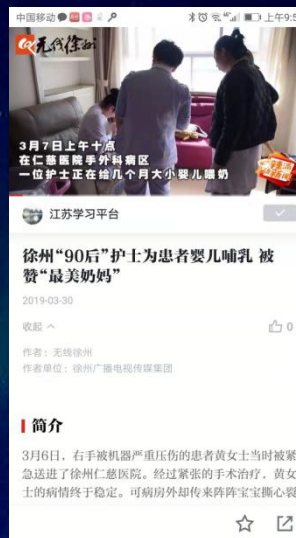 中国移动
上午9:5
无线徐州
3月7日上午十点
在仁慈医院手外科病区
一位护士正在给几个月大小婴儿喂奶
江苏学习平台
徐州“90后”护士为患者婴儿哺乳 被
赞“最美奶妈”
2019-03-30
收起
0
作者：无线徐州
作者单位：徐州广播电视传媒集团
简介
3月6日，右手被机器严重压伤的患者黄女士当时被紧
急送进了徐州仁慈医院。经过紧张的手术治疗，黄女
士的病情终于稳定。可病房外却传来阵阵宝宝撕心裂